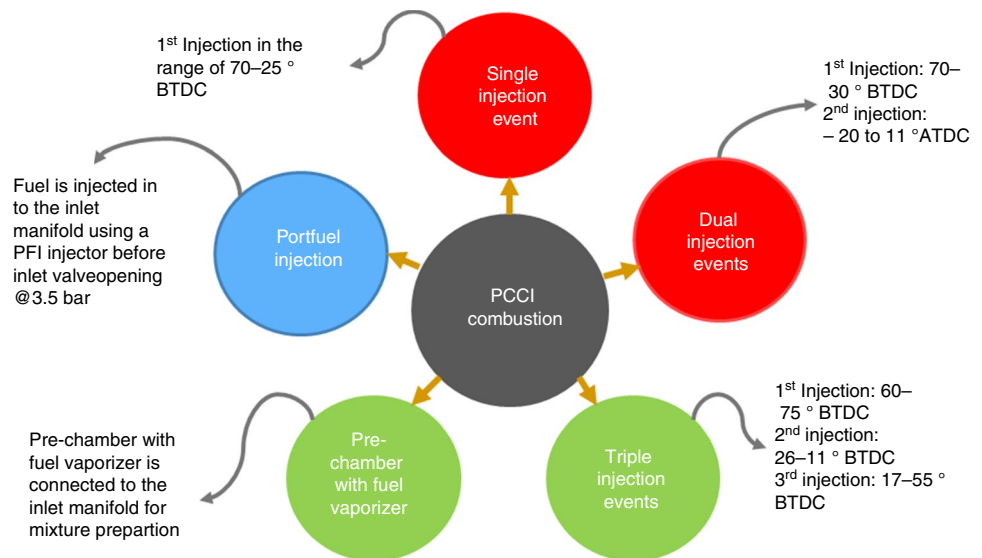 1st Injection in the
range of 70–25 °
BTDC
Single
injection
event
1st Injection: 70–
30 ° BTDC
2nd injection:
– 20 to 11 °ATDC
Fuel is injected in
to the inlet
manifold using a
PFI injector before
inlet valveopening
@3.5 bar
Portfuel
injection
Dual
injection
events
PCCI
combustion
Pre-chamber with
fuel vaporizer is
connected to the
inlet manifold for
mixture prepartion
Pre-
chamber
with fuel
vaporizer
Triple
injection
events
1st Injection: 60–
75 ° BTDC
2nd injection:
26–11 ° BTDC
3rd injection: 17–55 °
BTDC